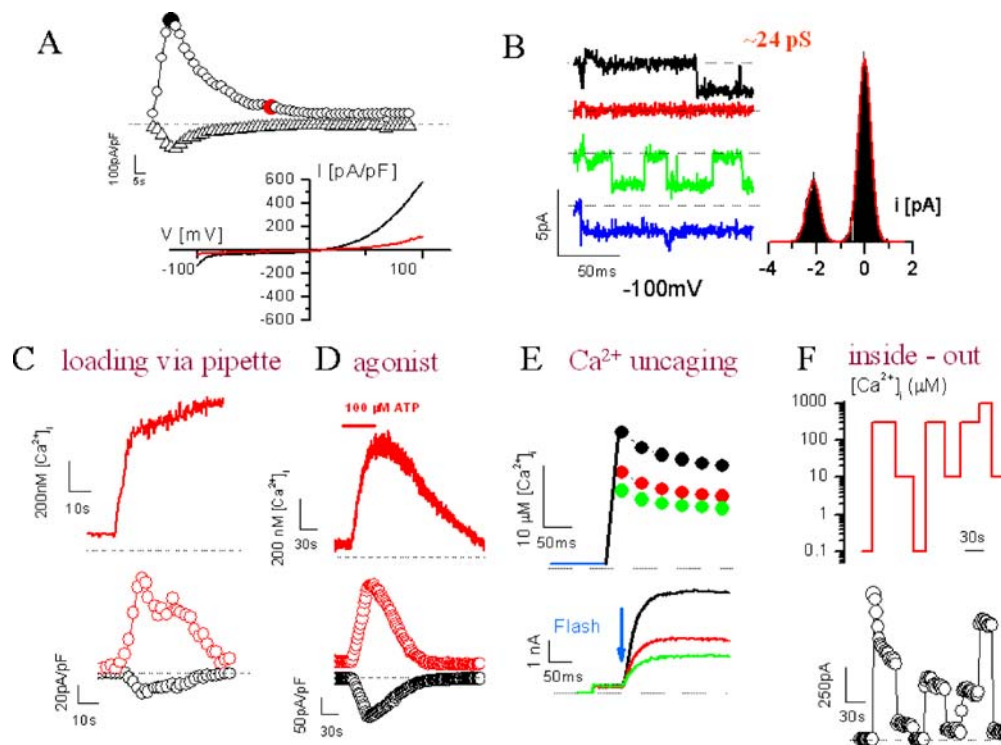 A
100pA/pF
5s
I [pA/pF]
600
400
200
-200
-400
-600
V [mV]
-100
100
B
~24 pS
5pA
50ms
-100mV
i [pA]
-4 -2 0 2
C loading via pipette
200nM [Ca²⁺]i
10s
20pA/pF
10s
D agonist
100 µM ATP
200 nM [Ca²⁺]i
30s
50pA/pF
30s
E Ca²⁺ uncaging
10 µM [Ca²⁺]i
50ms
Flash
1 nA
50ms
F inside - out
[Ca²⁺]i (µM)
1000
100
10
1
0.1
30s
250pA
30s